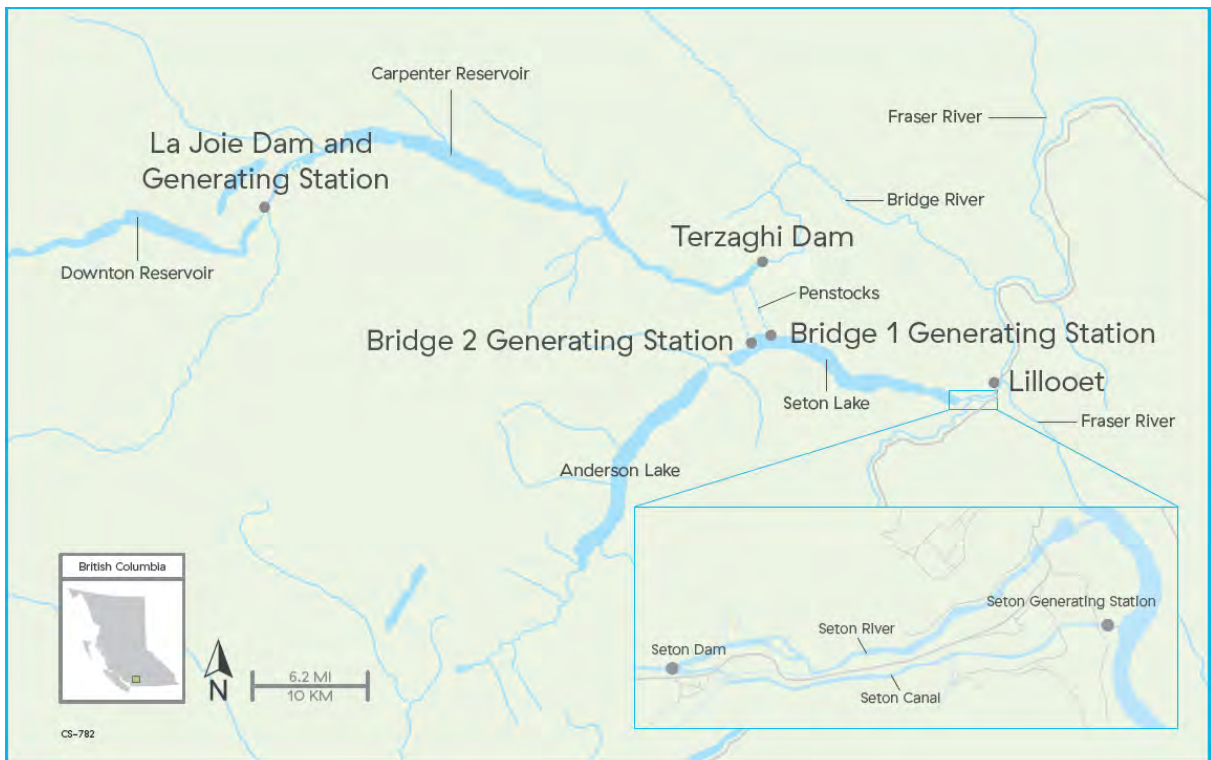 Carpenter Reservoir
Fraser River
La Joie Dam and
Generating Station
Bridge River
Terzaghi Dam
Downton Reservoir
Penstocks
Bridge 2 Generating Station
Bridge 1 Generating Station
Lillooet
Seton Lake
Fraser River
Anderson Lake
British Columbia
Seton Generating Station
Seton River
Seton Dam
Seton Canal
N
6.2 MI
10 KM
CS-782